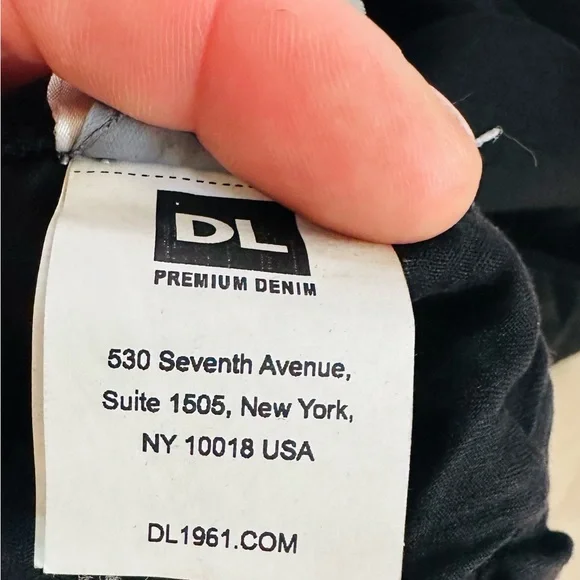 DL
PREMIUM DENIM
530 Seventh Avenue,
Suite 1505, New York,
NY 10018 USA
DL1961.COM